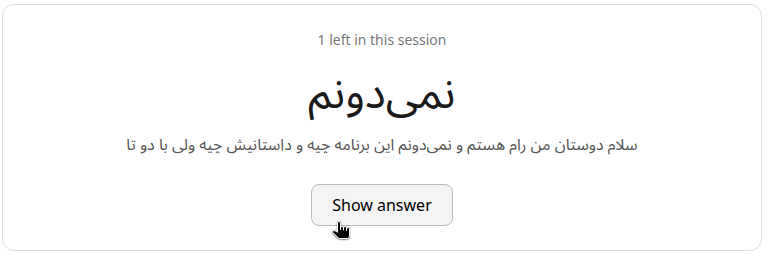 1 left in this session
نمی‌دونم
سلام دوستان من رام هستم و نمی‌دونم این برنامه چیه و داستانیش چیه ولی با دو تا
Show answer